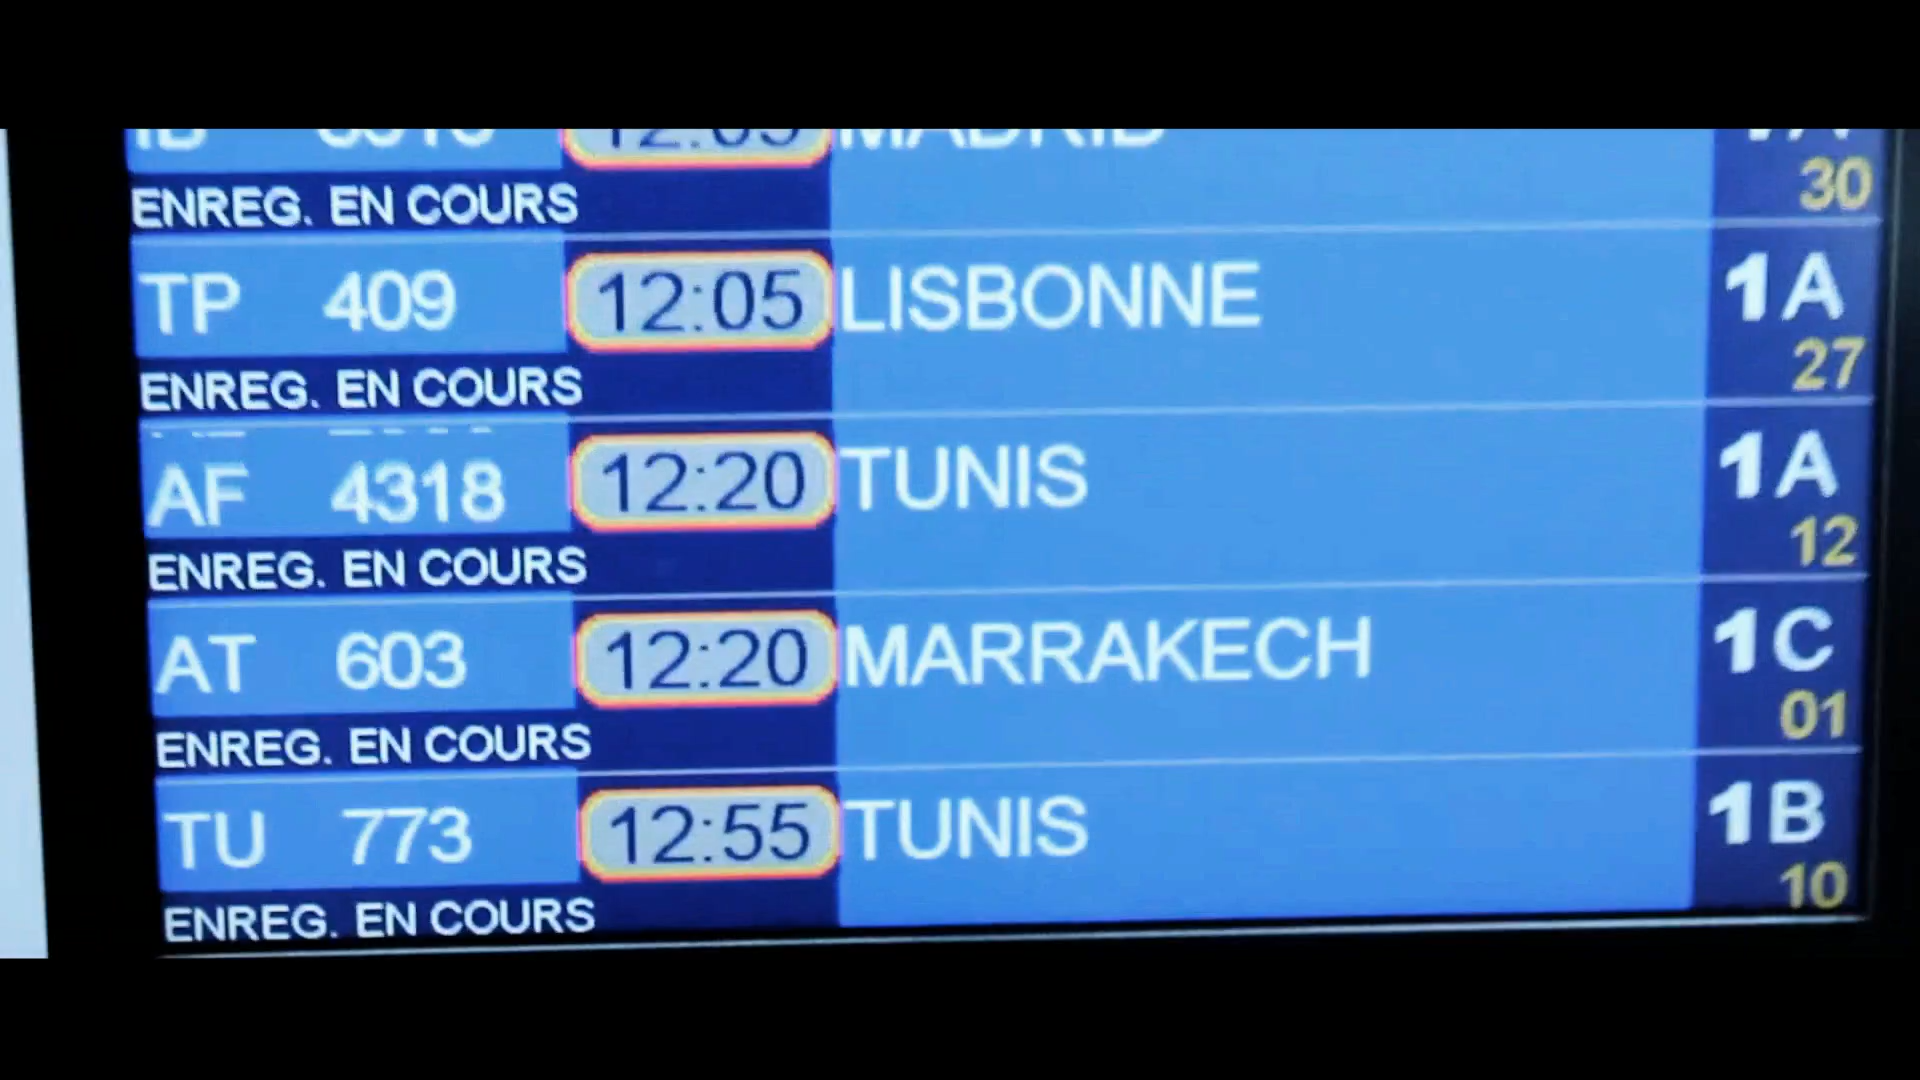 MADRID
30
ENREG. EN COURS
TP 409 12:05 LISBONNE 1A
27
ENREG. EN COURS
AF 4318 12:20 TUNIS 1A
12
ENREG. EN COURS
AT 603 12:20 MARRAKECH 1C
01
ENREG. EN COURS
TU 773 12:55 TUNIS 1B
10
ENREG. EN COURS